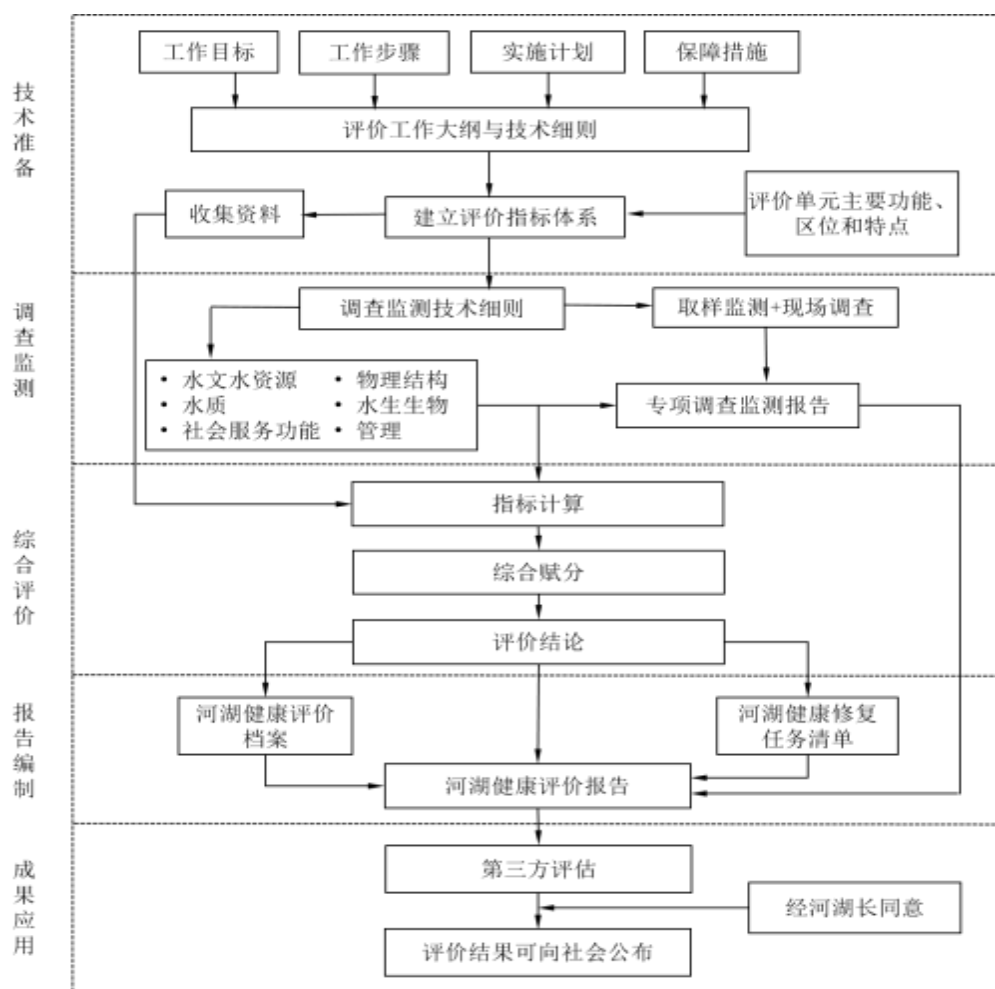 技术准备
工作目标
工作步骤
实施计划
保障措施
评价工作大纲与技术细则
收集资料
建立评价指标体系
评价单元主要功能、
区位和特点
调查监测
调查监测技术细则
取样监测+现场调查
• 水文水资源 • 物理结构
• 水质 • 水生生物
• 社会服务功能 • 管理
专项调查监测报告
综合评价
指标计算
综合赋分
评价结论
报告编制
河湖健康评价
档案
河湖健康修复
任务清单
河湖健康评价报告
成果应用
第三方评估
经河湖长同意
评价结果可向社会公布